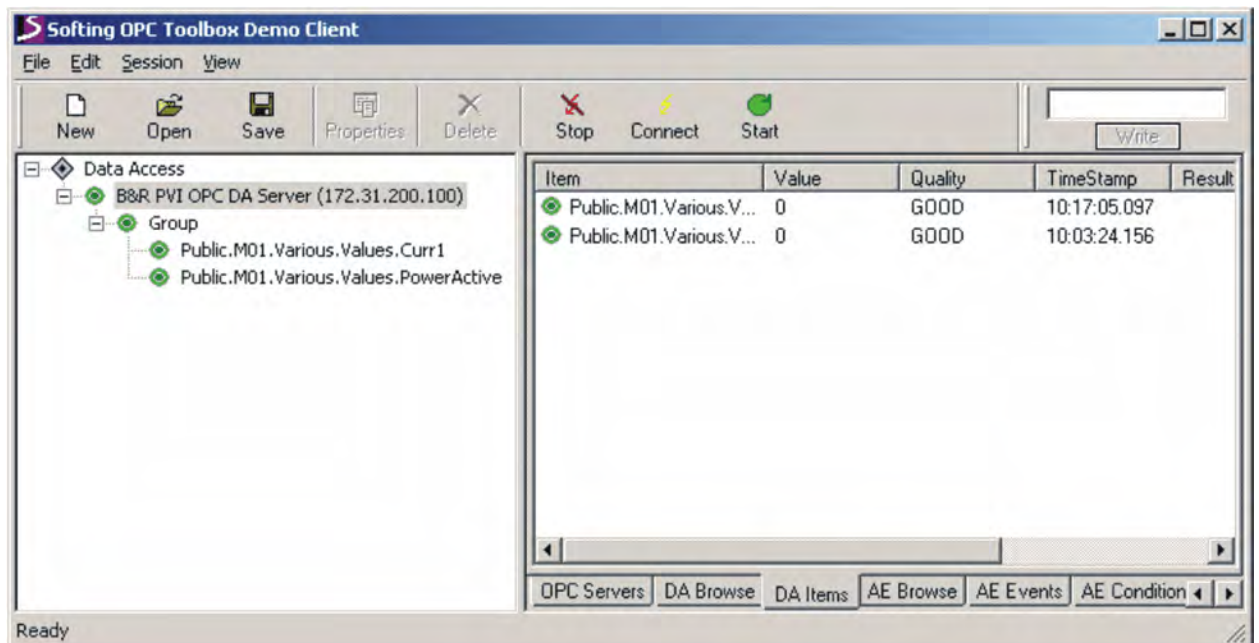 Softing OPC Toolbox Demo Client
File Edit Session View
New Open Save Properties Delete Stop Connect Start Write
Data Access
B&R PVI OPC DA Server (172.31.200.100)
Group
Public.M01.Various.Values.Curr1
Public.M01.Various.Values.PowerActive
Item Value Quality TimeStamp Result
Public.M01.Various.V... 0 GOOD 10:17:05.097
Public.M01.Various.V... 0 GOOD 10:03:24.156
OPC Servers DA Browse DA Items AE Browse AE Events AE Condition
Ready